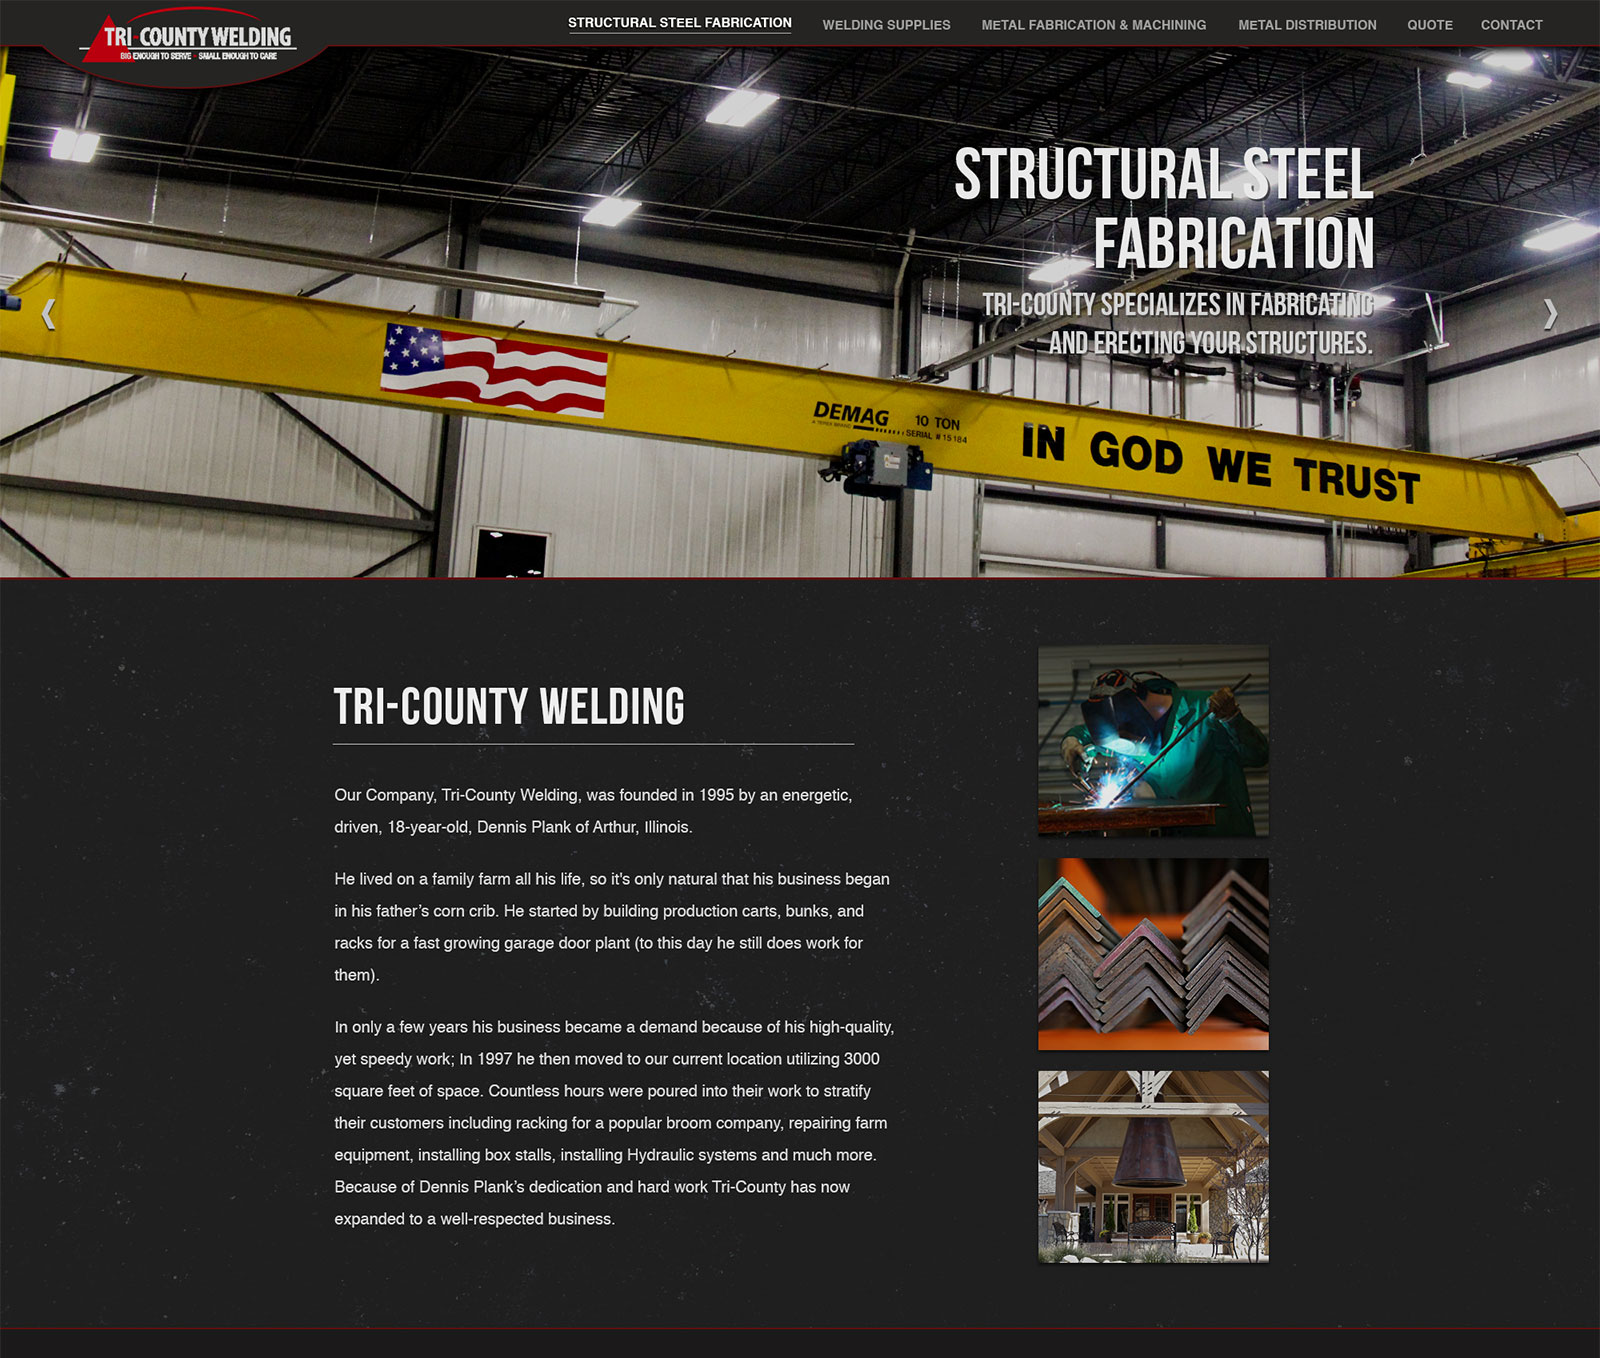 TRI-COUNTY WELDING
BIG ENOUGH TO SERVE SMALL ENOUGH TO CARE
STRUCTURAL STEEL FABRICATION
WELDING SUPPLIES
METAL FABRICATION & MACHINING
METAL DISTRIBUTION
QUOTE
CONTACT
STRUCTURAL STEEL
FABRICATION
TRI-COUNTY SPECIALIZES IN FABRICATING
AND ERECTING YOUR STRUCTURES.
DEMAG
A TEREX BRAND
10 TON
SERIAL # 15184
IN GOD WE TRUST
TRI-COUNTY WELDING
Our Company, Tri-County Welding, was founded in 1995 by an energetic,
driven, 18-year-old, Dennis Plank of Arthur, Illinois.
He lived on a family farm all his life, so it's only natural that his business began
in his father’s corn crib. He started by building production carts, bunks, and
racks for a fast growing garage door plant (to this day he still does work for
them).
In only a few years his business became a demand because of his high-quality,
yet speedy work; In 1997 he then moved to our current location utilizing 3000
square feet of space. Countless hours were poured into their work to stratify
their customers including racking for a popular broom company, repairing farm
equipment, installing box stalls, installing Hydraulic systems and much more.
Because of Dennis Plank’s dedication and hard work Tri-County has now
expanded to a well-respected business.